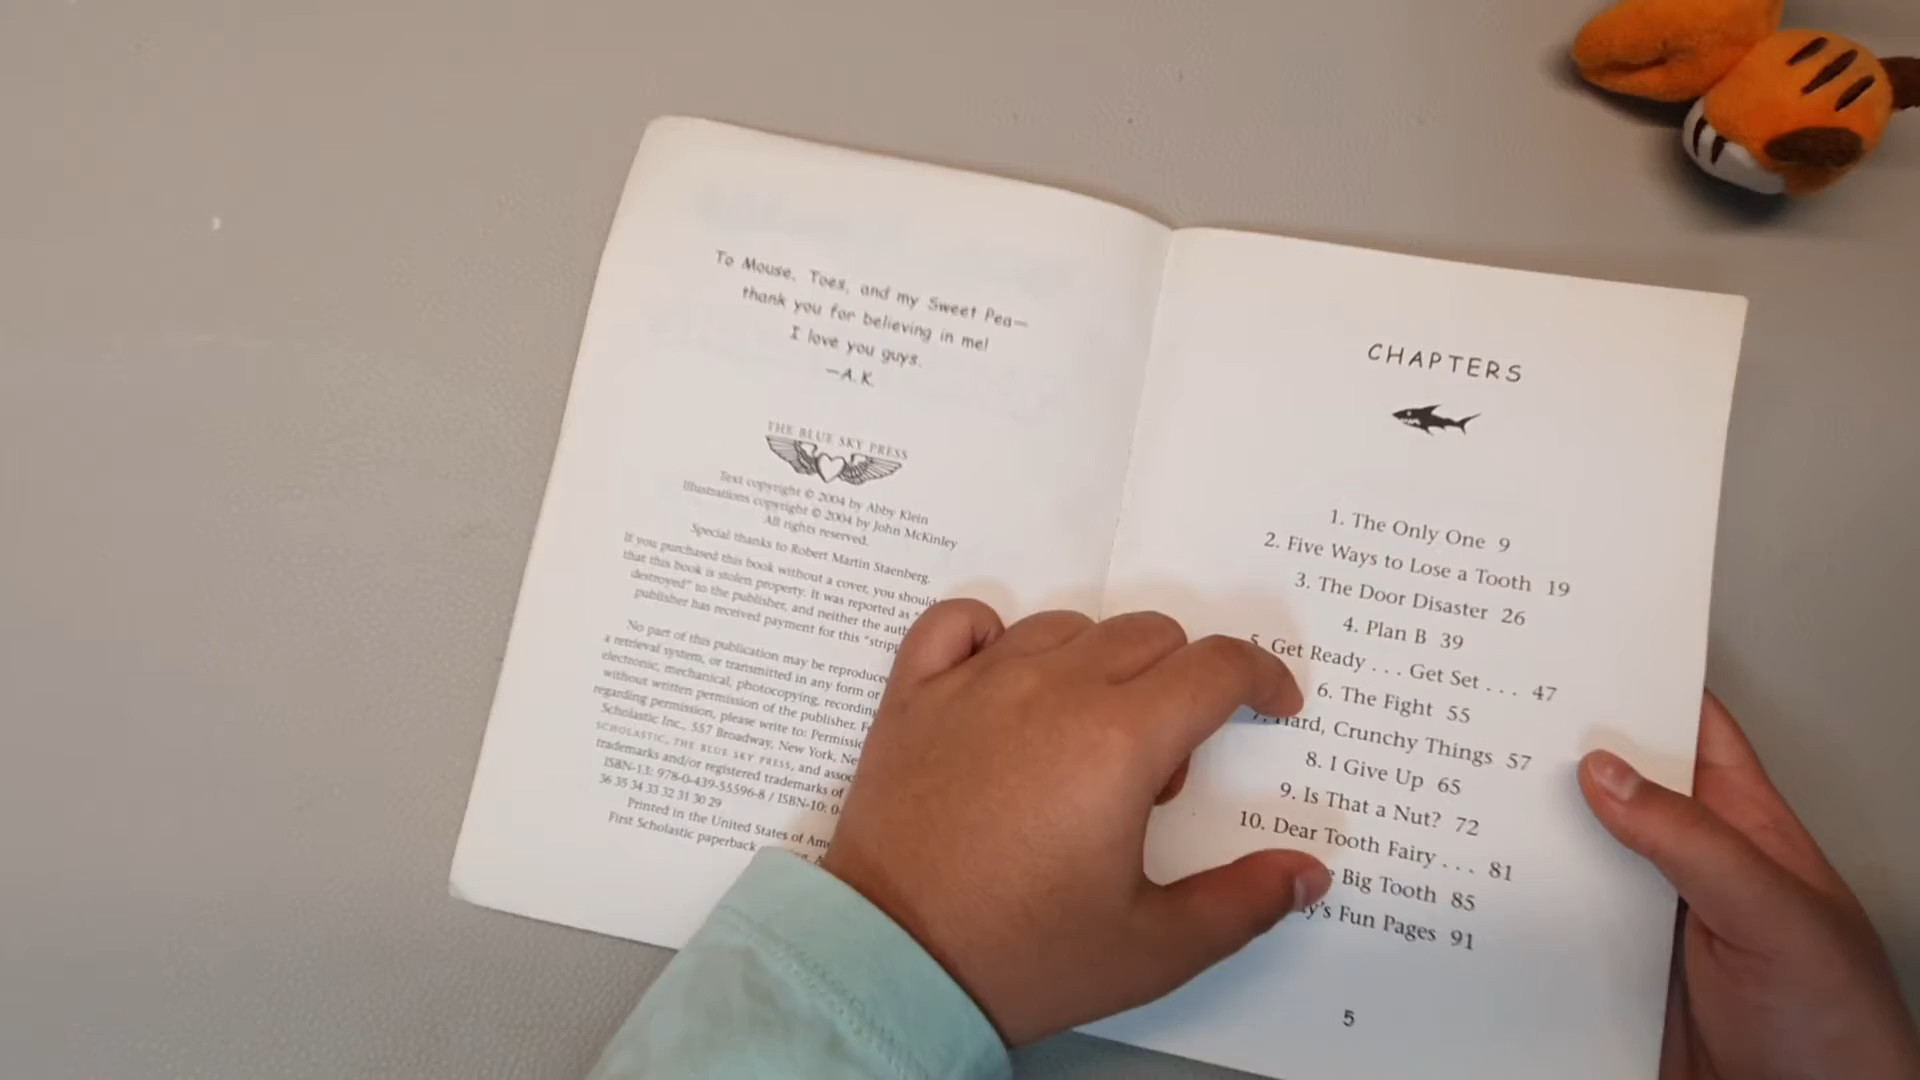 To Mouse, Toes, and my Sweet Pea—
thank you for believing in me!
I love you guys.
—A. K.
THE BLUE SKY PRESS
Text copyright © 2004 by Abby Klein
Illustrations copyright © 2004 by John McKinley
All rights reserved.
Special thanks to Robert Martin Staenberg.
If you purchased this book without a cover, you should
that this book is stolen property. It was reported as
destroyed" to the publisher, and neither the
publisher has received payment for this
No part of this publication may be
a retrieval system, or transmitted in any form or
electronic, mechanical, photocopying, recording
without written permission of the publisher.
regarding permission, please write to:
Scholastic Inc., 557 Broadway, New York,
SCHOLASTIC, THE BLUE SKY PRESS, and
trademarks and/or registered trademarks of
ISBN-13: 978-0-439-55596-8 / ISBN-10:
36 35 34 33 32 31 30 29
Printed in the United States of
First Scholastic paperback
CHAPTERS
1. The Only One 9
2. Five Ways to Lose a Tooth 19
3. The Door Disaster 26
4. Plan B 39
5. Get Ready . . . Get Set . . . 47
6. The Fight 55
7. Hard, Crunchy Things 57
8. I Give Up 65
9. Is That a Nut? 72
10. Dear Tooth Fairy . . . 81
Big Tooth 85
Fun Pages 91
5